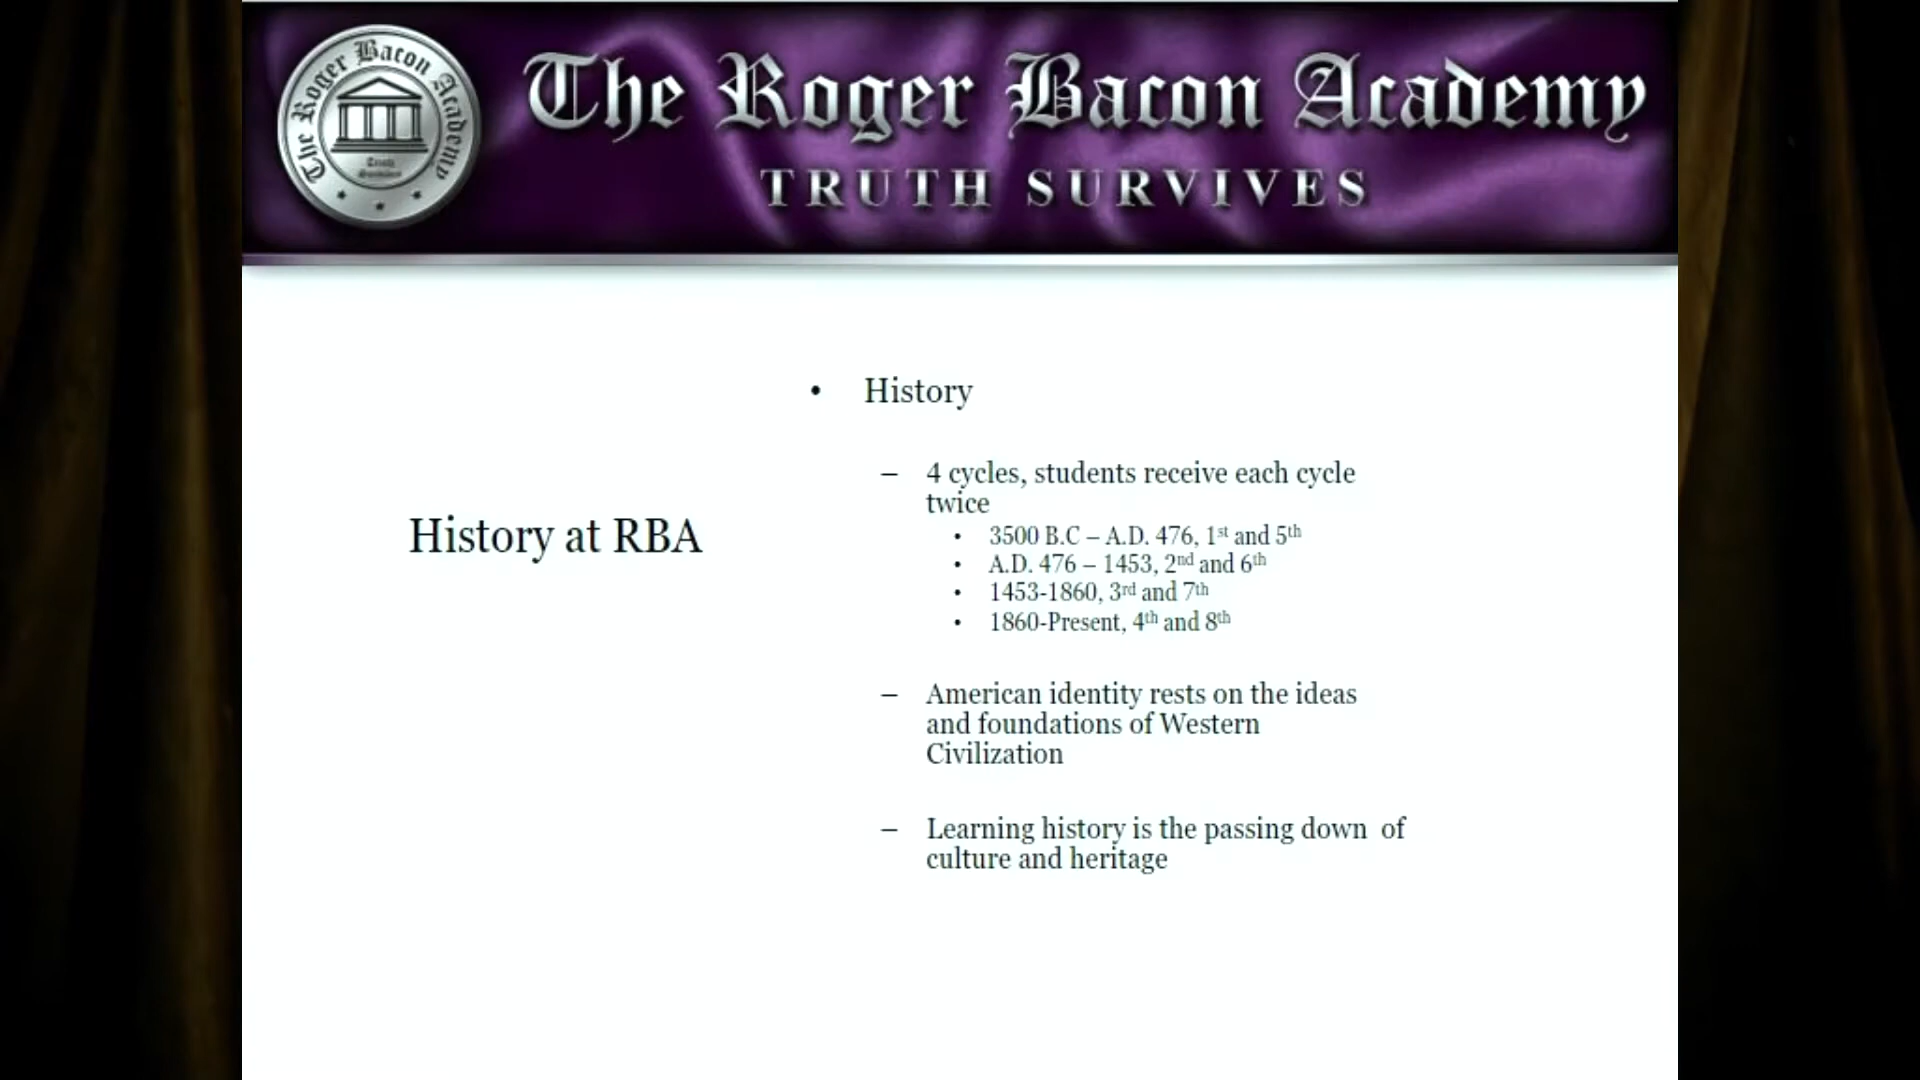 The Roger Bacon Academy
Truth
Survives
The Roger Bacon Academy
TRUTH SURVIVES
History at RBA
• History
– 4 cycles, students receive each cycle
twice
• 3500 B.C – A.D. 476, 1st and 5th
• A.D. 476 – 1453, 2nd and 6th
• 1453-1860, 3rd and 7th
• 1860-Present, 4th and 8th
– American identity rests on the ideas
and foundations of Western
Civilization
– Learning history is the passing down of
culture and heritage